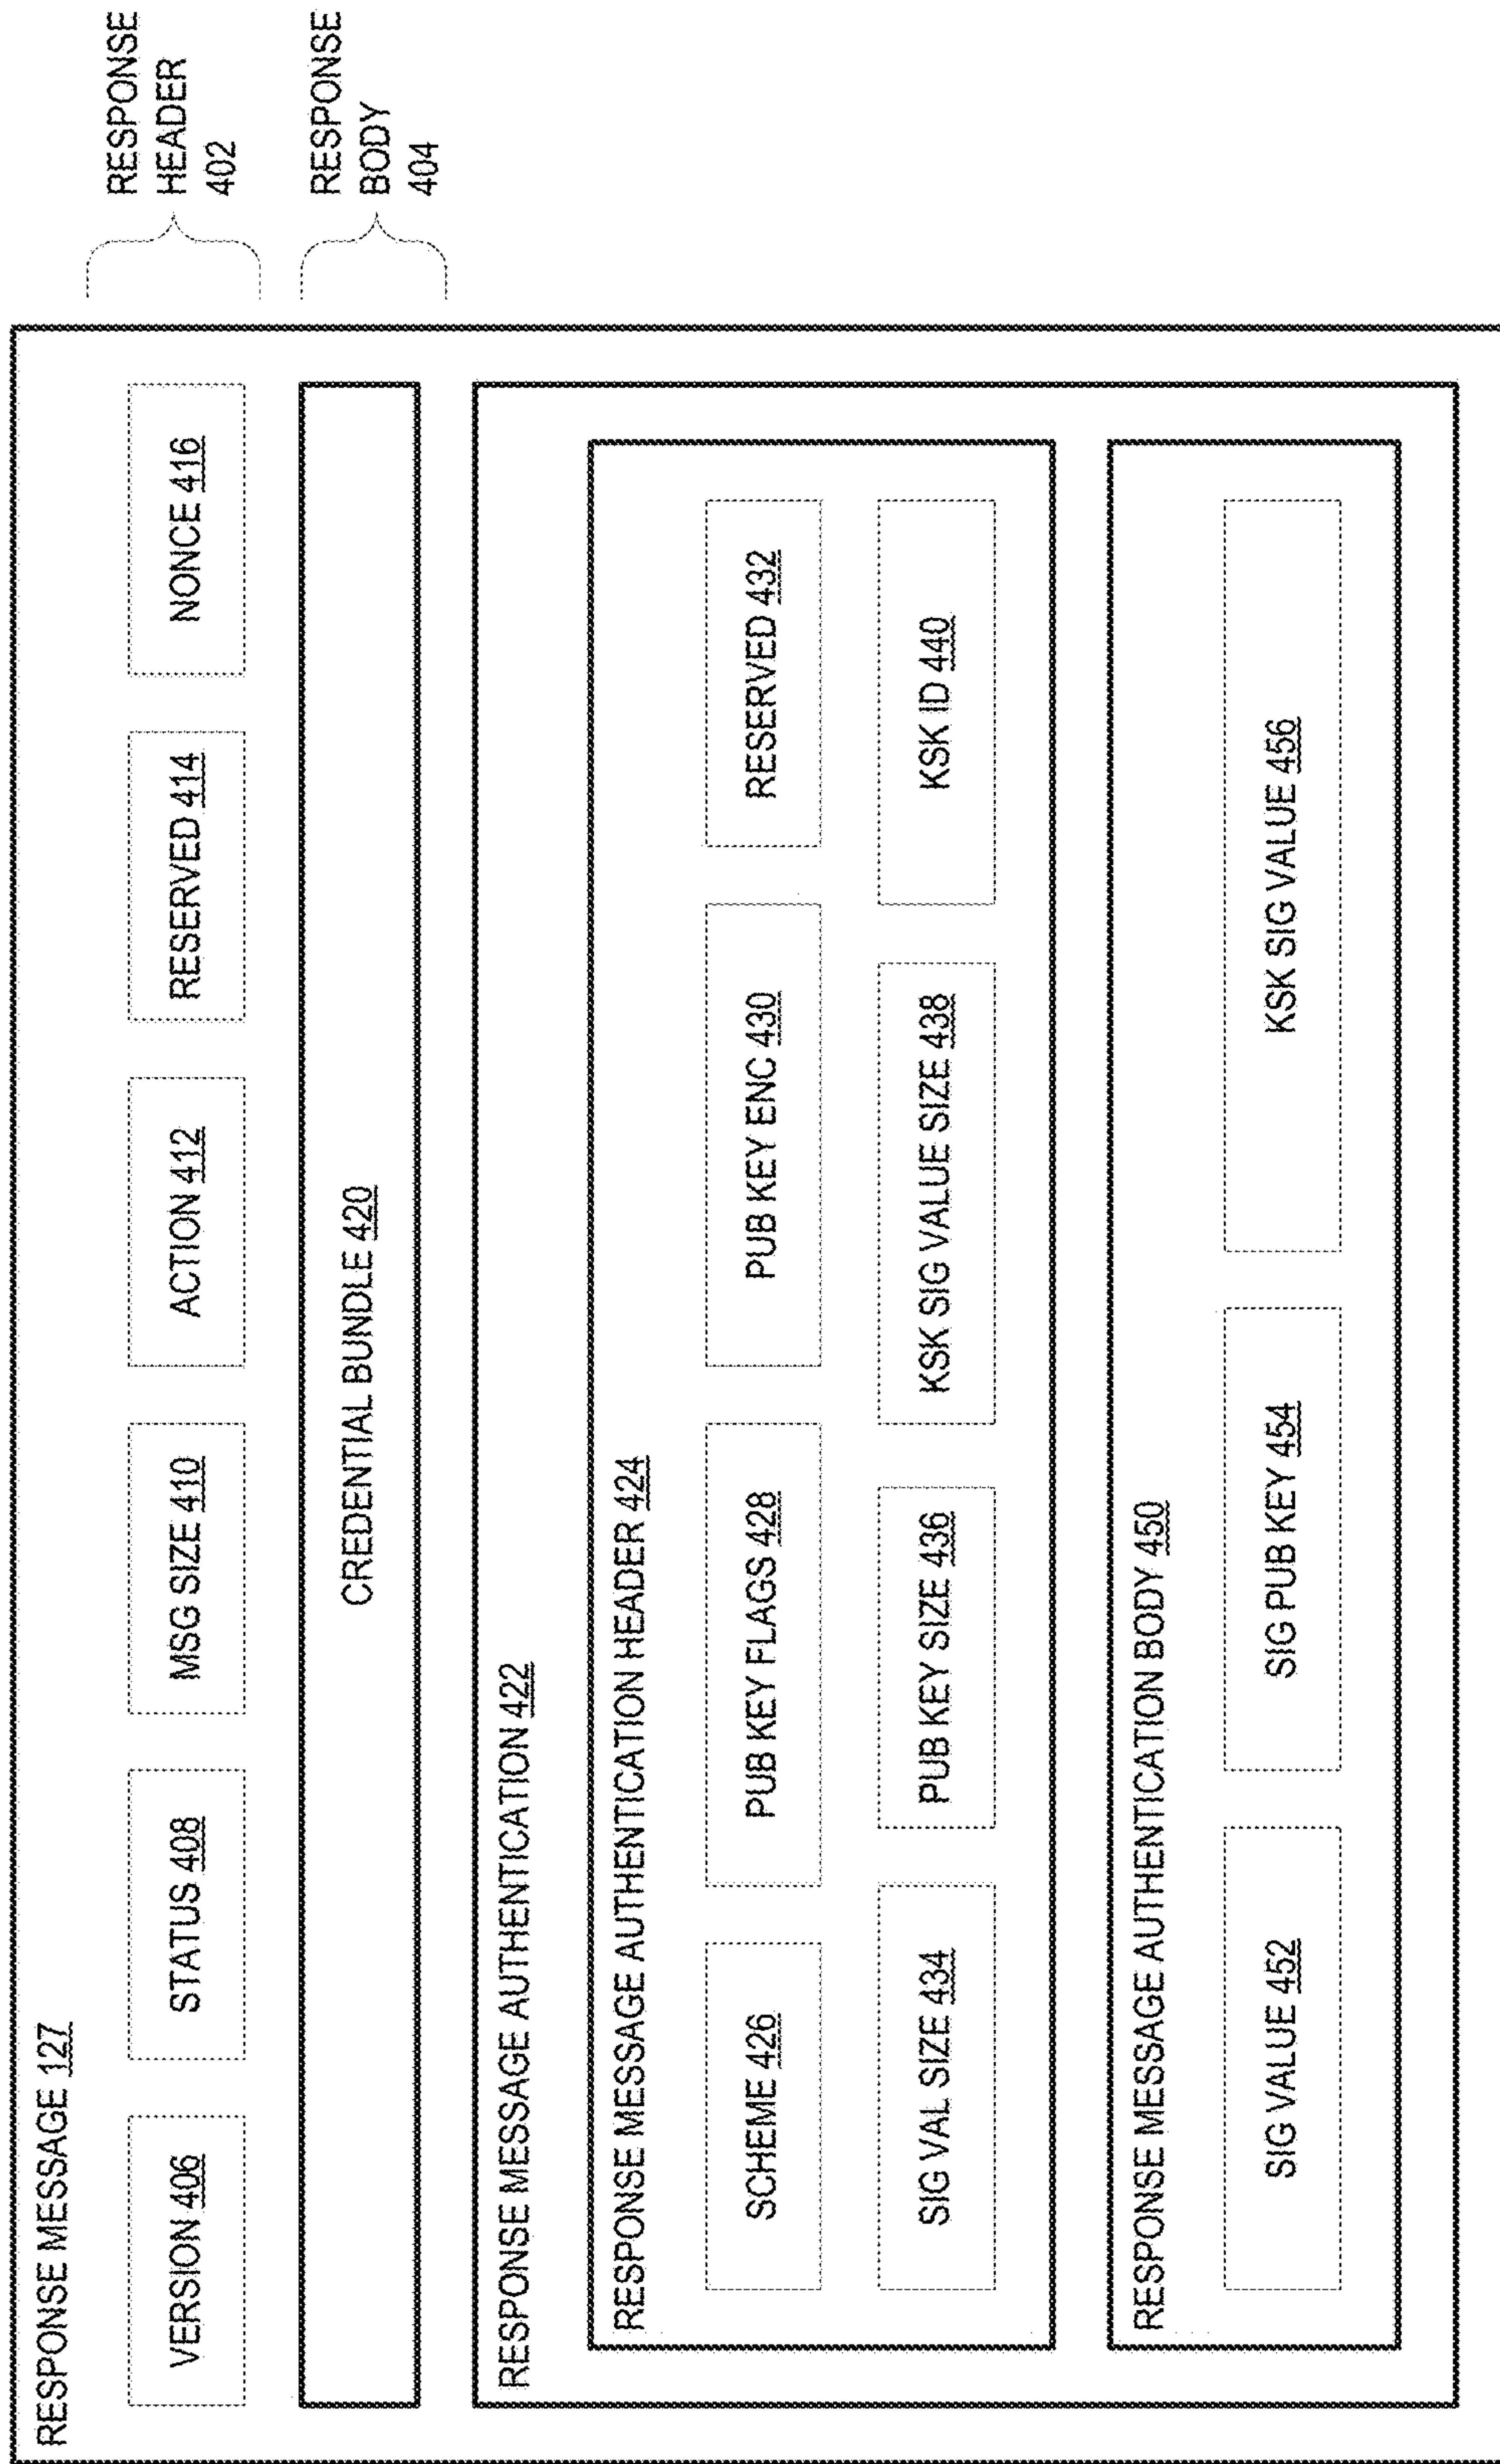 RESPONSE MESSAGE 127
VERSION 406
STATUS 408
MSG SIZE 410
ACTION 412
RESERVED 414
NONCE 416
RESPONSE
HEADER
402
CREDENTIAL BUNDLE 420
RESPONSE
BODY
404
RESPONSE MESSAGE AUTHENTICATION 422
RESPONSE MESSAGE AUTHENTICATION HEADER 424
SCHEME 426
PUB KEY FLAGS 428
PUB KEY ENC 430
RESERVED 432
SIG VAL SIZE 434
PUB KEY SIZE 436
KSK SIG VALUE SIZE 438
KSK ID 440
RESPONSE MESSAGE AUTHENTICATION BODY 450
SIG VALUE 452
SIG PUB KEY 454
KSK SIG VALUE 456